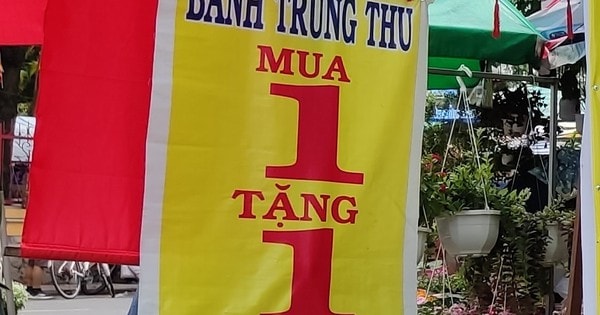 BÁNH TRUNG THU
MUA
1
TẶNG
1